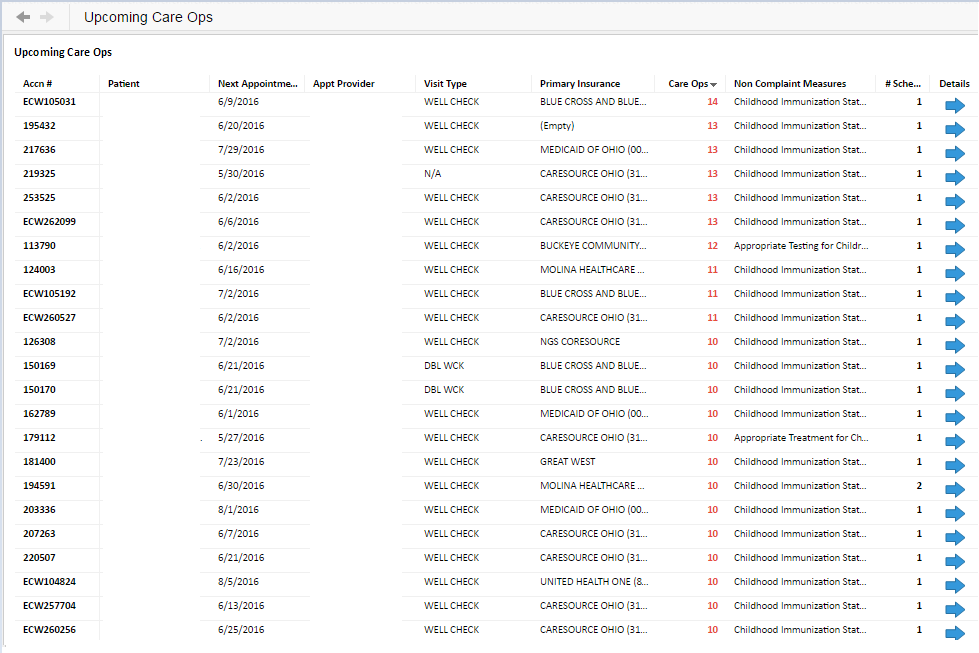 Upcoming Care Ops
Upcoming Care Ops
Accn # Patient Next Appointme... Appt Provider Visit Type Primary Insurance Care Ops Non Complaint Measures # Sche... Details
ECW105031 6/9/2016 WELL CHECK BLUE CROSS AND BLUE... 14 Childhood Immunization Stat... 1
195432 6/20/2016 WELL CHECK (Empty) 13 Childhood Immunization Stat... 1
217636 7/29/2016 WELL CHECK MEDICAID OF OHIO (00... 13 Childhood Immunization Stat... 1
219325 5/30/2016 N/A CARESOURCE OHIO (31... 13 Childhood Immunization Stat... 1
253525 6/2/2016 WELL CHECK CARESOURCE OHIO (31... 13 Childhood Immunization Stat... 1
ECW262099 6/6/2016 WELL CHECK CARESOURCE OHIO (31... 13 Childhood Immunization Stat... 1
113790 6/2/2016 WELL CHECK BUCKEYE COMMUNITY... 12 Appropriate Testing for Childr... 1
124003 6/16/2016 WELL CHECK MOLINA HEALTHCARE ... 11 Childhood Immunization Stat... 1
ECW105192 7/2/2016 WELL CHECK BLUE CROSS AND BLUE... 11 Childhood Immunization Stat... 1
ECW260527 6/2/2016 WELL CHECK CARESOURCE OHIO (31... 11 Childhood Immunization Stat... 1
126308 7/2/2016 WELL CHECK NGS CORESOURCE 10 Childhood Immunization Stat... 1
150169 6/21/2016 DBL WCK BLUE CROSS AND BLUE... 10 Childhood Immunization Stat... 1
150170 6/21/2016 DBL WCK BLUE CROSS AND BLUE... 10 Childhood Immunization Stat... 1
162789 6/1/2016 WELL CHECK MEDICAID OF OHIO (00... 10 Childhood Immunization Stat... 1
179112 5/27/2016 WELL CHECK CARESOURCE OHIO (31... 10 Appropriate Treatment for Ch... 1
181400 7/23/2016 WELL CHECK GREAT WEST 10 Childhood Immunization Stat... 1
194591 6/30/2016 WELL CHECK MOLINA HEALTHCARE ... 10 Childhood Immunization Stat... 2
203336 8/1/2016 WELL CHECK MEDICAID OF OHIO (00... 10 Childhood Immunization Stat... 1
207263 6/7/2016 WELL CHECK CARESOURCE OHIO (31... 10 Childhood Immunization Stat... 1
220507 6/21/2016 WELL CHECK CARESOURCE OHIO (31... 10 Childhood Immunization Stat... 1
ECW104824 8/5/2016 WELL CHECK UNITED HEALTH ONE (8... 10 Childhood Immunization Stat... 1
ECW257704 6/13/2016 WELL CHECK CARESOURCE OHIO (31... 10 Childhood Immunization Stat... 1
ECW260256 6/25/2016 WELL CHECK CARESOURCE OHIO (31... 10 Childhood Immunization Stat... 1